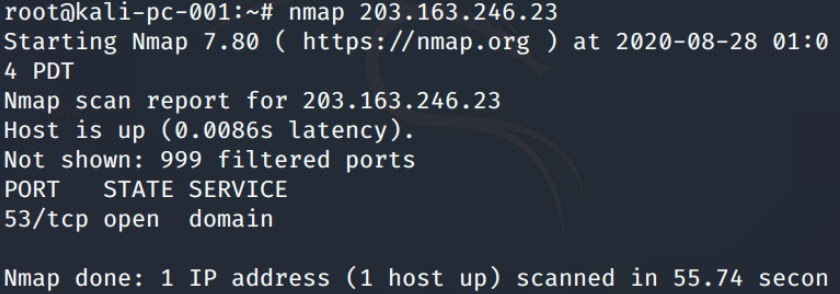 root@kali-pc-001:~# nmap 203.163.246.23
Starting Nmap 7.80 ( https://nmap.org ) at 2020-08-28 01:0
4 PDT
Nmap scan report for 203.163.246.23
Host is up (0.0086s latency).
Not shown: 999 filtered ports
PORT   STATE SERVICE
53/tcp open  domain
Nmap done: 1 IP address (1 host up) scanned in 55.74 secon